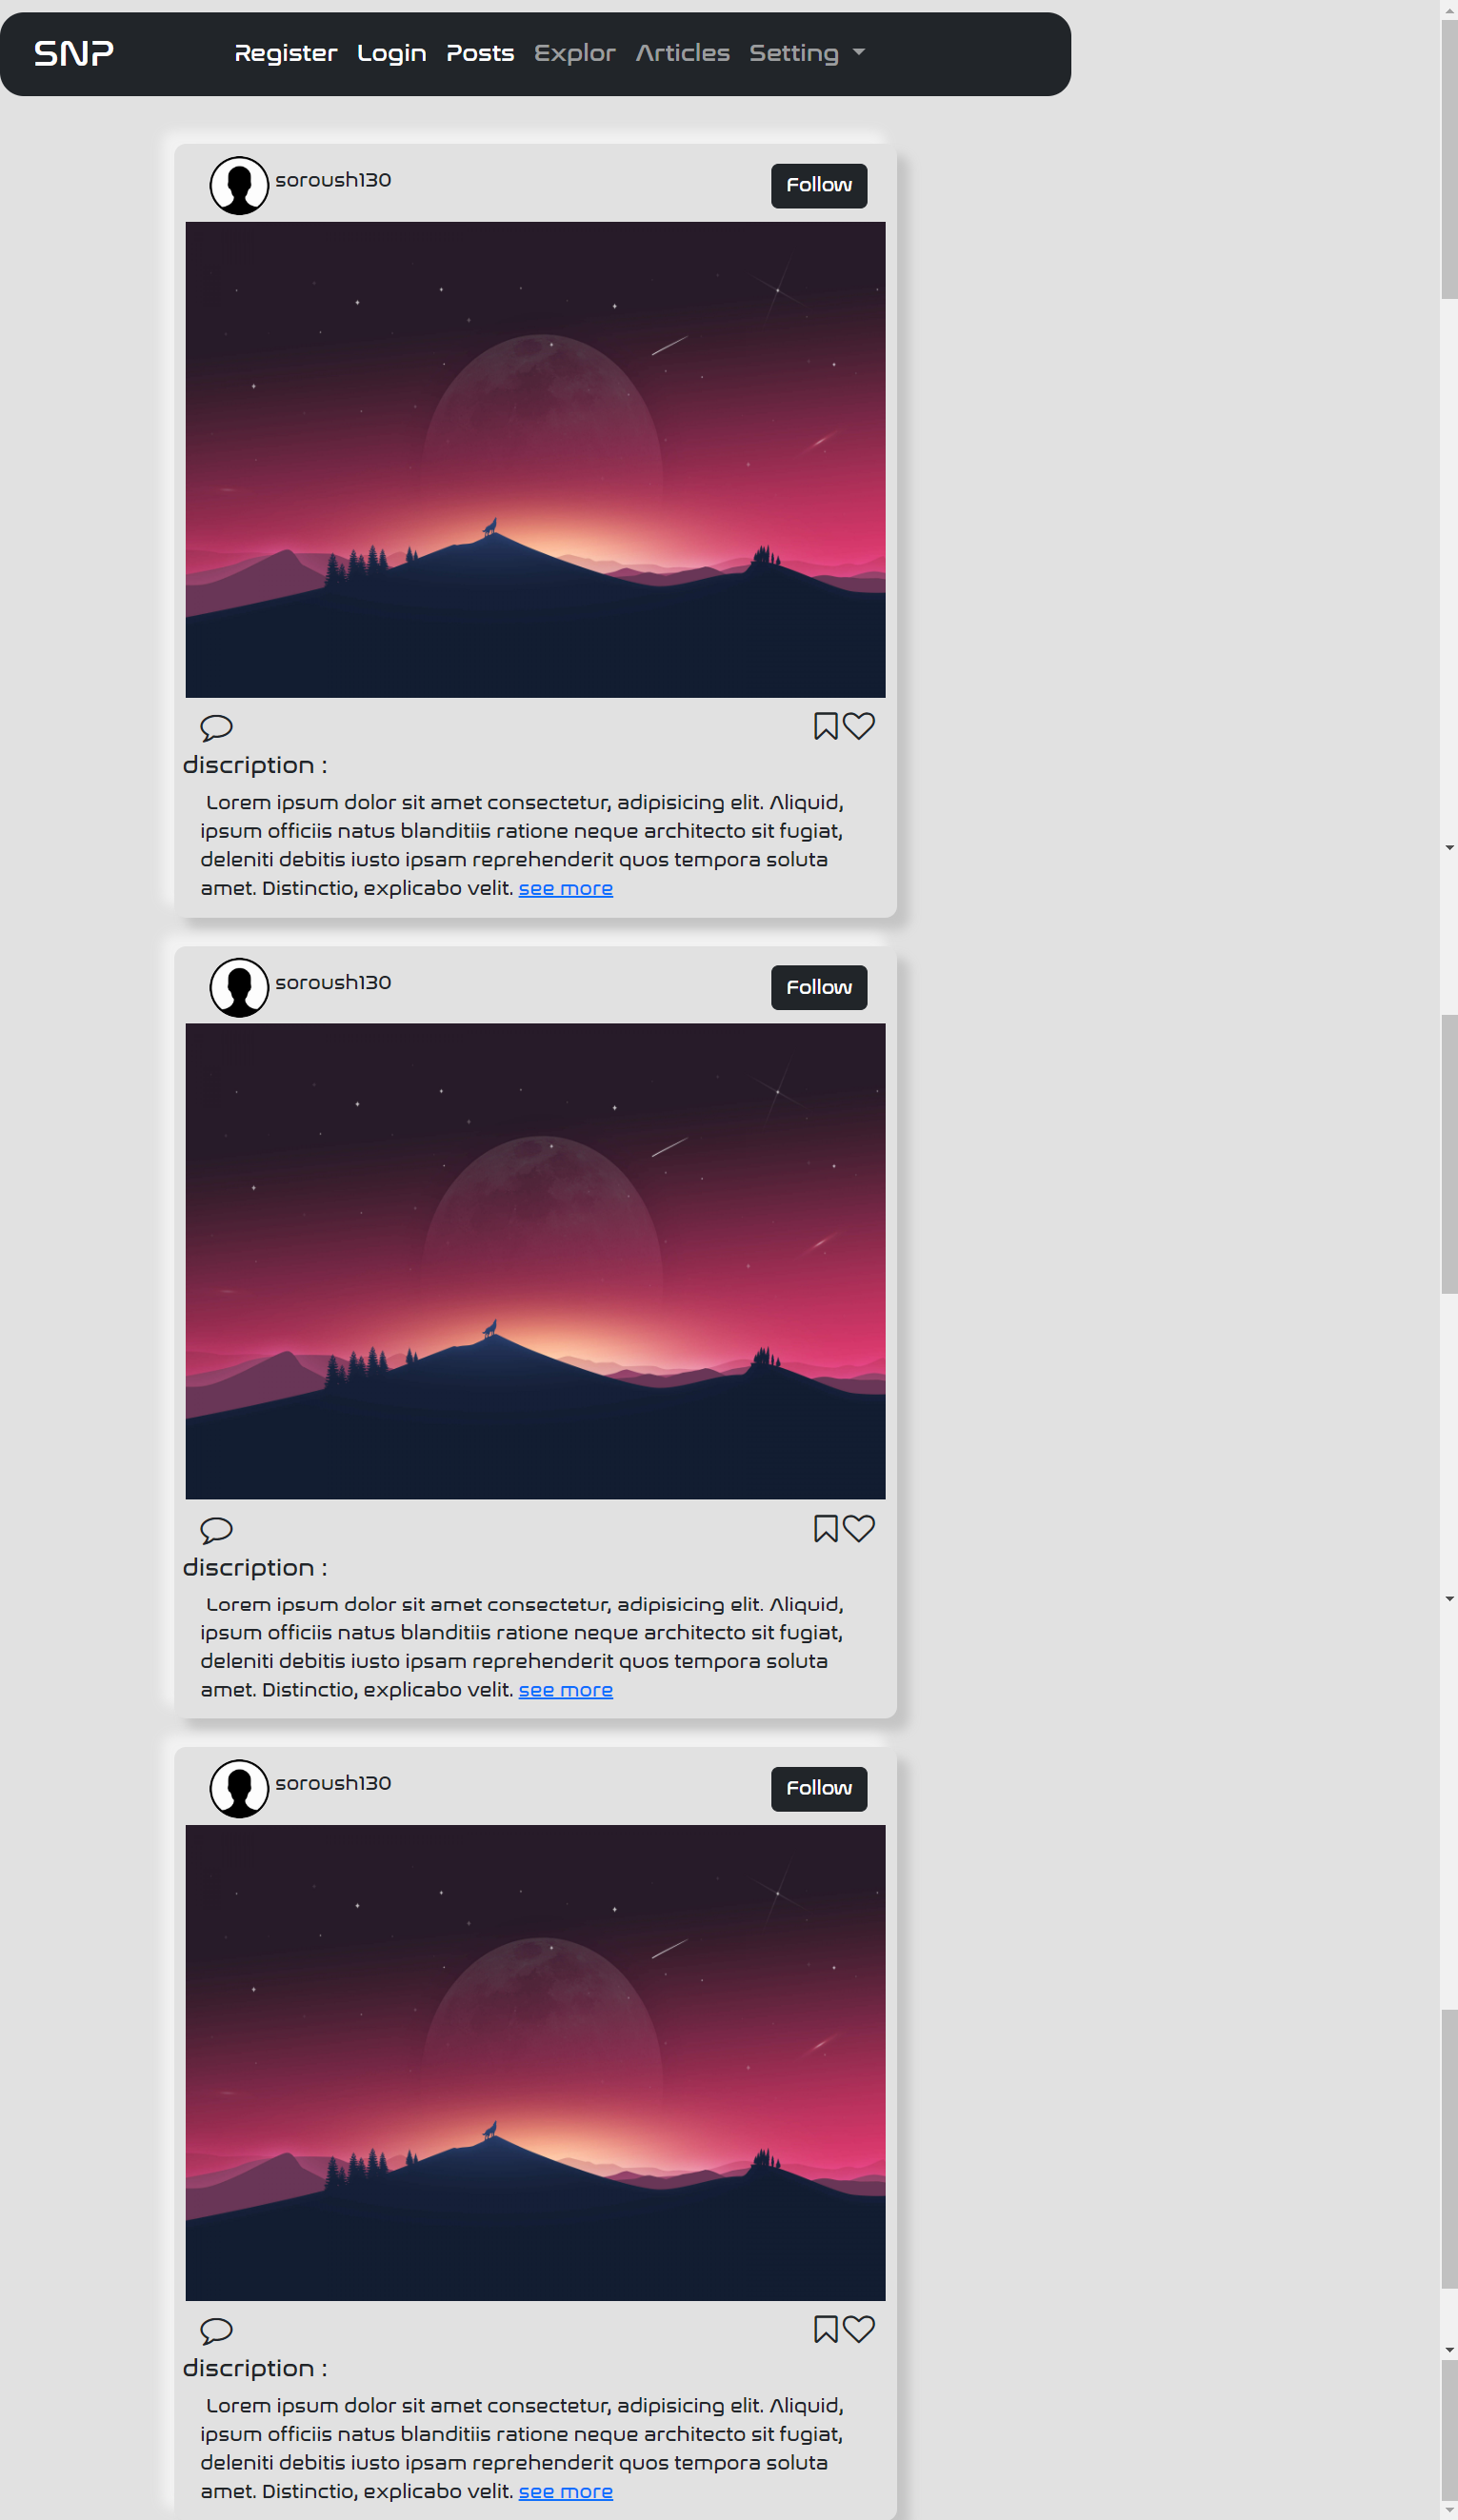 SNP Register Login Posts Explor Articles Setting
soroush130 Follow
discription :
Lorem ipsum dolor sit amet consectetur, adipisicing elit. Aliquid,
ipsum officiis natus blanditiis ratione neque architecto sit fugiat,
deleniti debitis iusto ipsam reprehenderit quos tempora soluta
amet. Distinctio, explicabo velit. see more
soroush130 Follow
discription :
Lorem ipsum dolor sit amet consectetur, adipisicing elit. Aliquid,
ipsum officiis natus blanditiis ratione neque architecto sit fugiat,
deleniti debitis iusto ipsam reprehenderit quos tempora soluta
amet. Distinctio, explicabo velit. see more
soroush130 Follow
discription :
Lorem ipsum dolor sit amet consectetur, adipisicing elit. Aliquid,
ipsum officiis natus blanditiis ratione neque architecto sit fugiat,
deleniti debitis iusto ipsam reprehenderit quos tempora soluta
amet. Distinctio, explicabo velit. see more